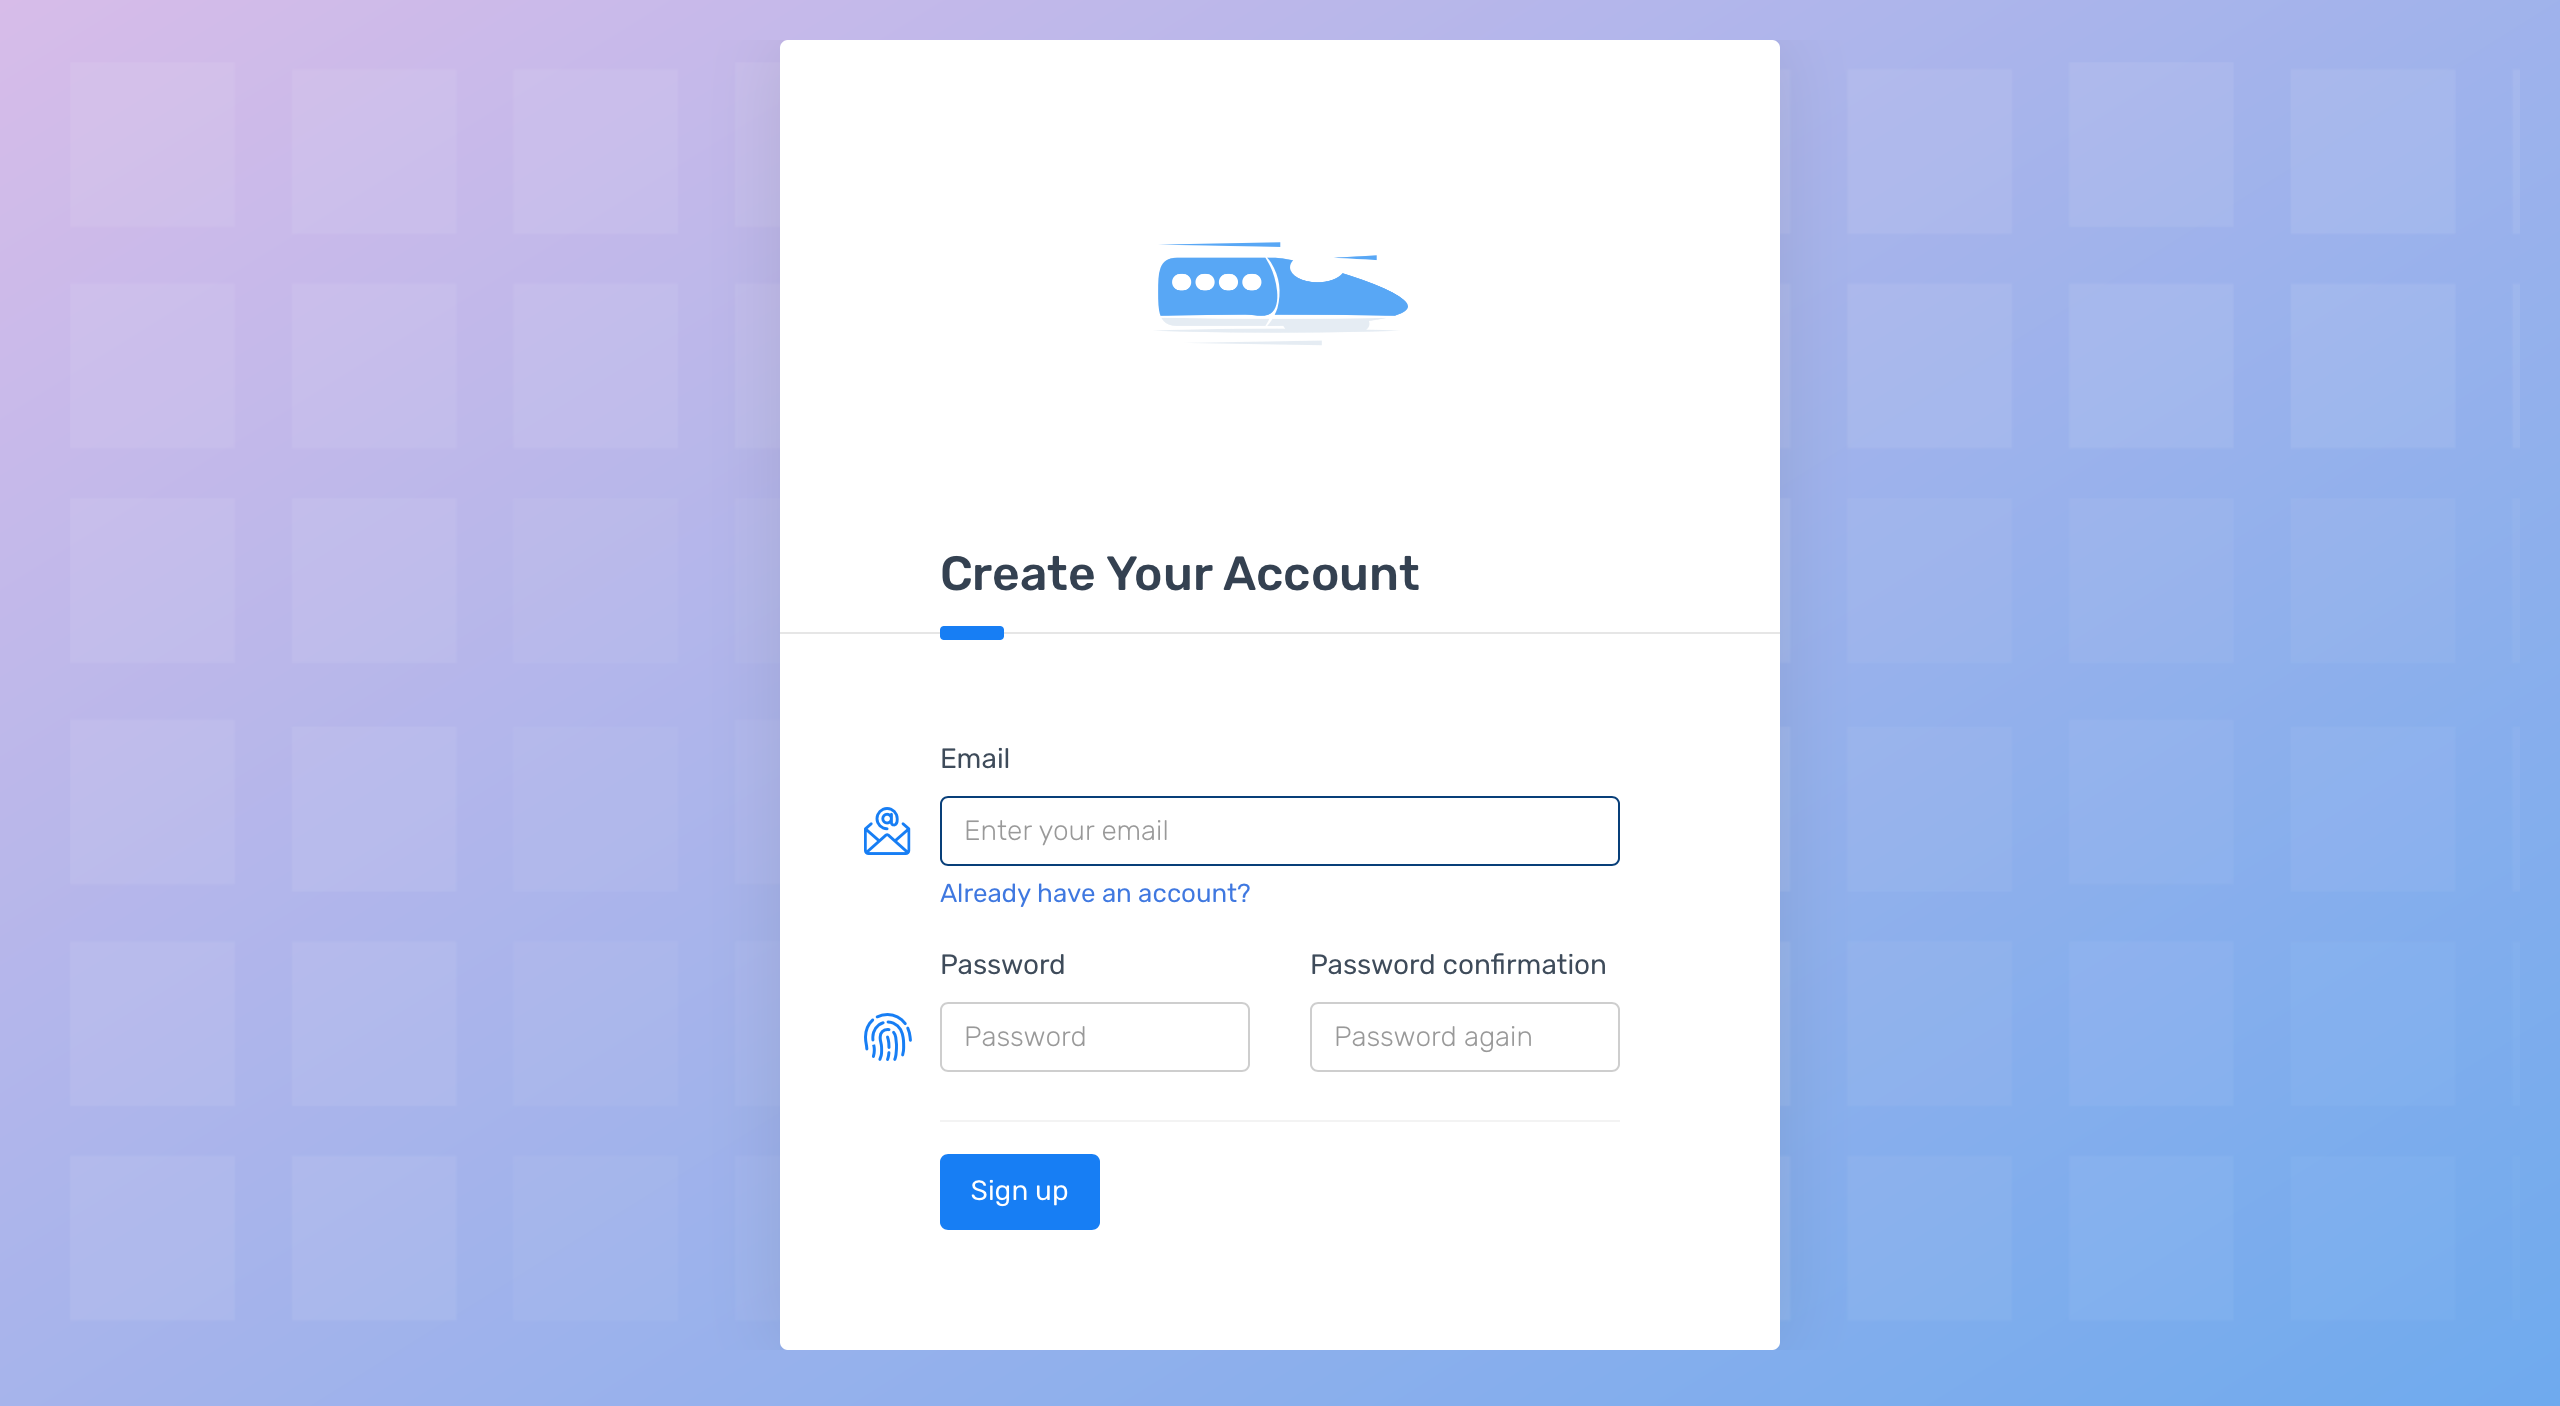 Create Your Account
Email
Enter your email
Already have an account?
Password
Password confirmation
Password
Password again
Sign up